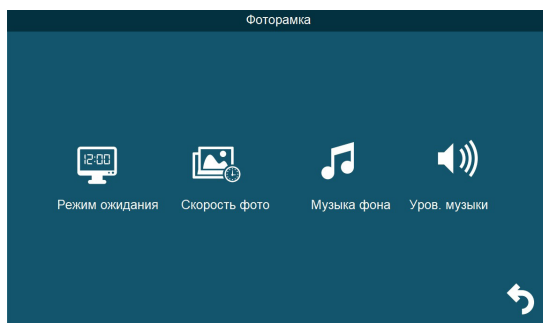 Фоторамка
12:00
Режим ожидания
Скорость фото
Музыка фона
Уров. музыки